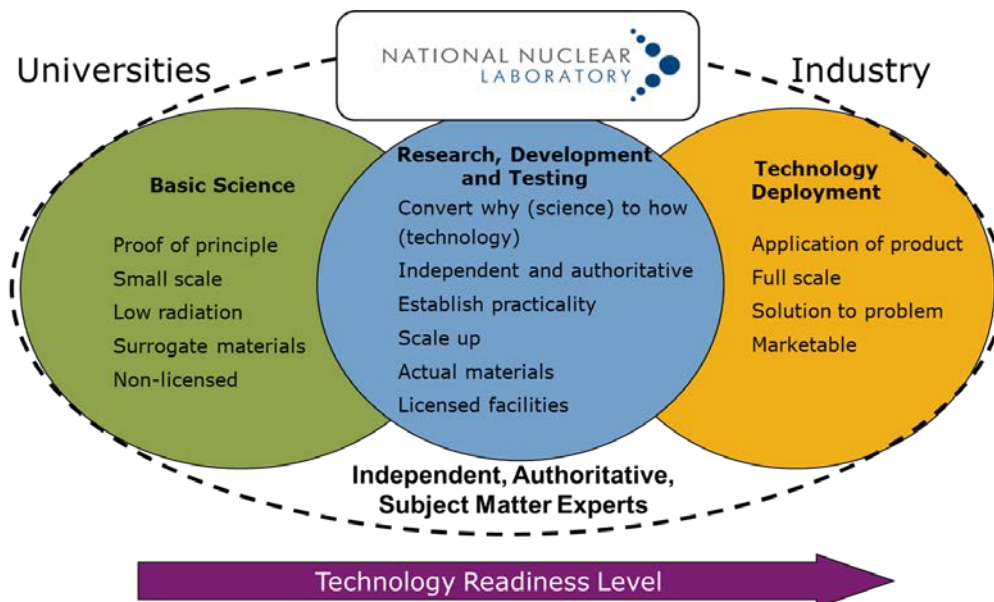 NATIONAL NUCLEAR
LABORATORY
Universities
Industry
Basic Science
Proof of principle
Small scale
Low radiation
Surrogate materials
Non-licensed
Research, Development
and Testing
Convert why (science) to how
(technology)
Independent and authoritative
Establish practicality
Scale up
Actual materials
Licensed facilities
Technology
Deployment
Application of product
Full scale
Solution to problem
Marketable
Independent, Authoritative,
Subject Matter Experts
Technology Readiness Level